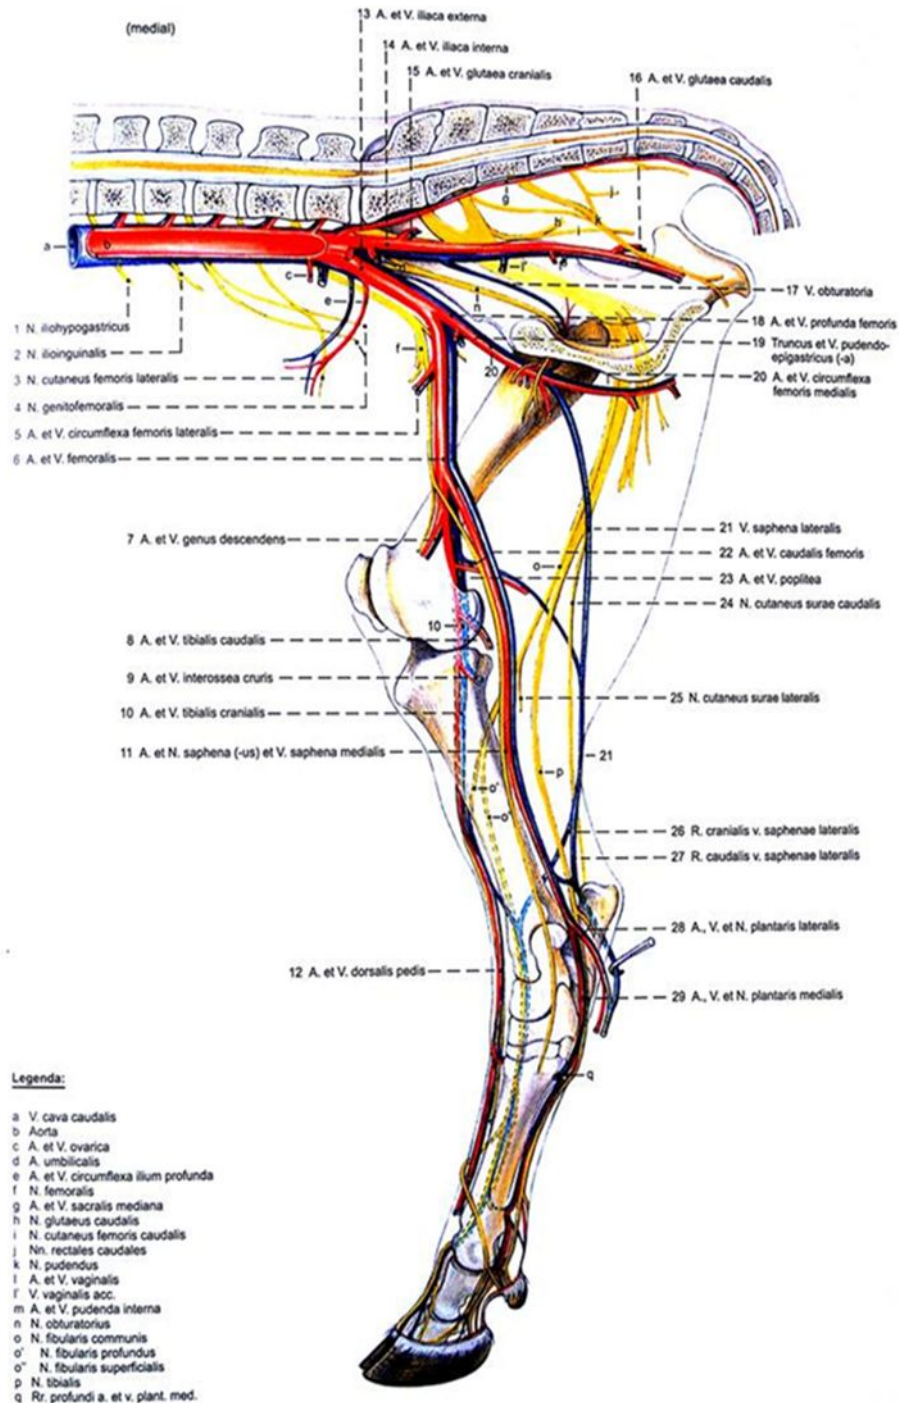 (medial)
13 A. et V. iliaca externa
14 A. et V. iliaca interna
15 A. et V. glutaea cranialis
16 A. et V. glutaea caudalis
g
j
h
i
k
a
b
c
l'
l
e
n
17 V. obturatoria
1 N. iliohypogastricus
18 A. et V. profunda femoris
2 N. ilioinguinalis
19 Truncus et V. pudendo-
epigastricus (-a)
f
20
3 N. cutaneus femoris lateralis
20 A. et V. circumflexa
femoris medialis
4 N. genitofemoralis
5 A. et V. circumflexa femoris lateralis
6 A. et V. femoralis
21 V. saphena lateralis
7 A. et V. genus descendens
22 A. et V. caudalis femoris
o
23 A. et V. poplitea
24 N. cutaneus surae caudalis
10
8 A. et V. tibialis caudalis
9 A. et V. interossea cruris
25 N. cutaneus surae lateralis
10 A. et V. tibialis cranialis
11 A. et N. saphena (-us) et V. saphena medialis
21
p
o'
o"
26 R. cranialis v. saphenae lateralis
27 R. caudalis v. saphenae lateralis
28 A., V. et N. plantaris lateralis
12 A. et V. dorsalis pedis
29 A., V. et N. plantaris medialis
q
Legenda:
a V. cava caudalis
b Aorta
c A. et V. ovarica
d A. umbilicalis
e A. et V. circumflexa ilium profunda
f N. femoralis
g A. et V. sacralis mediana
h N. glutaeus caudalis
i N. cutaneus femoris caudalis
j Nn. rectales caudales
k N. pudendus
l A. et V. vaginalis
l' V. vaginalis acc.
m A. et V. pudenda interna
n N. obturatorius
o N. fibularis communis
o' N. fibularis profundus
o" N. fibularis superficialis
p N. tibialis
q Rr. profundi a. et v. plant. med.